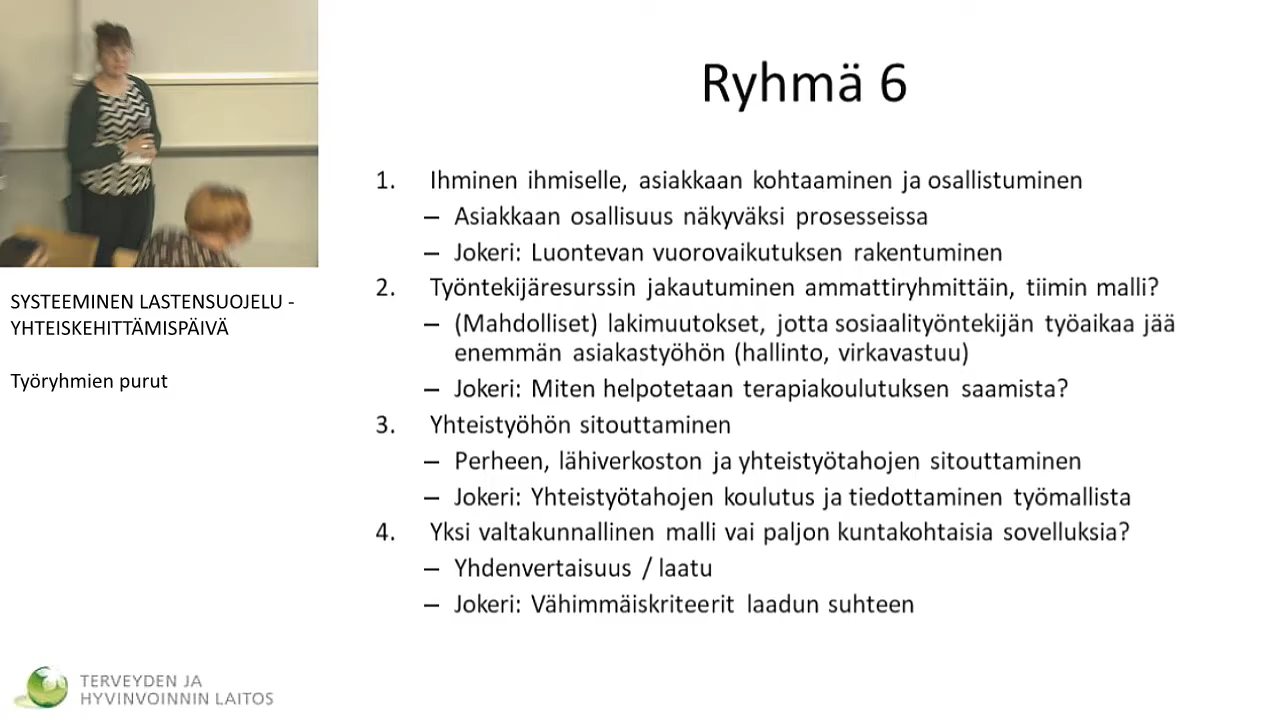 SYSTEEMINEN LASTENSUOJELU -
YHTEISKEHITTÄMISPÄIVÄ
Työryhmien purut
Ryhmä 6
1. Ihminen ihmiselle, asiakkaan kohtaaminen ja osallistuminen
– Asiakkaan osallisuus näkyväksi prosesseissa
– Jokeri: Luontevan vuorovaikutuksen rakentuminen
2. Työntekijäresurssin jakautuminen ammattiryhmittäin, tiimin malli?
– (Mahdolliset) lakimuutokset, jotta sosiaalityöntekijän työaikaa jää
enemmän asiakastyöhön (hallinto, virkavastuu)
– Jokeri: Miten helpotetaan terapiakoulutuksen saamista?
3. Yhteistyöhön sitouttaminen
– Perheen, lähiverkoston ja yhteistyötahojen sitouttaminen
– Jokeri: Yhteistyötahojen koulutus ja tiedottaminen työmallista
4. Yksi valtakunnallinen malli vai paljon kuntakohtaisia sovelluksia?
– Yhdenvertaisuus / laatu
– Jokeri: Vähimmäiskriteerit laadun suhteen
TERVEYDEN JA
HYVINVOINNIN LAITOS